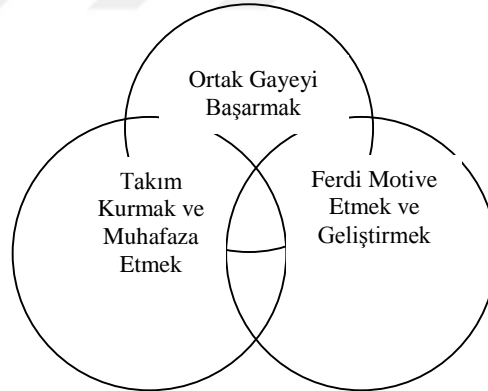 Ortak Gayeyi
Başarmak
Takım
Kurmak ve
Muhafaza
Etmek
Ferdi Motive
Etmek ve
Geliştirmek